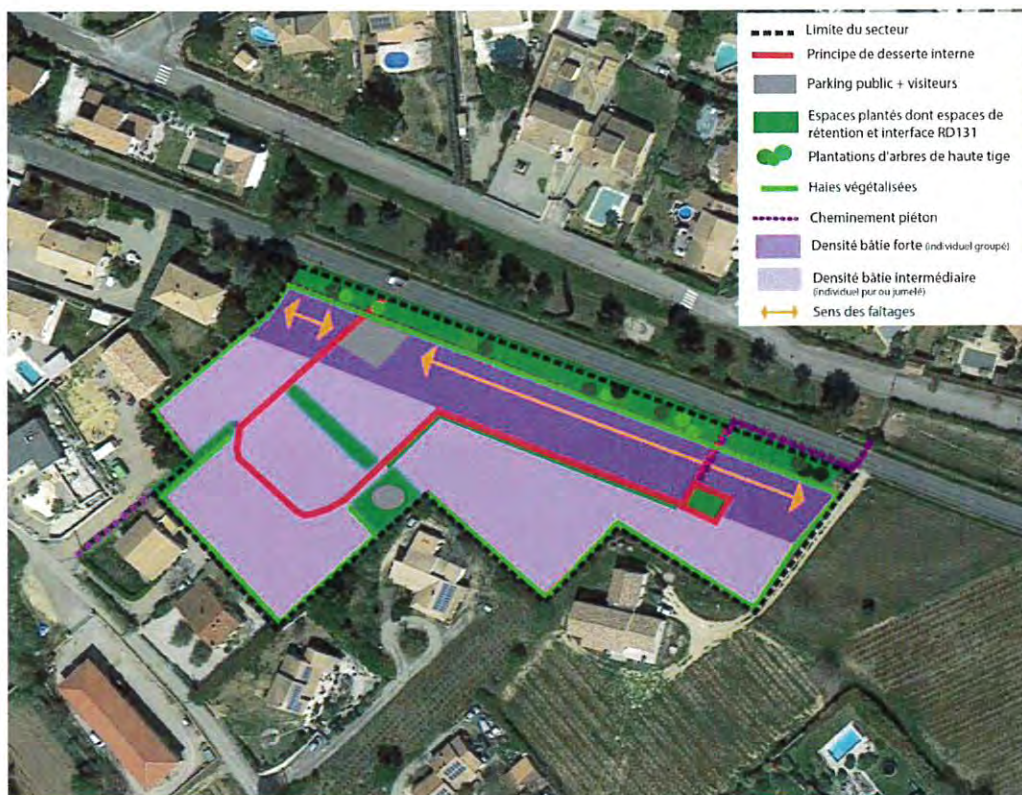 Limite du secteur
Principe de desserte interne
Parking public + visiteurs
Espaces plantés dont espaces de
rétention et interface RD131
Plantations d'arbres de haute tige
Haies végétalisées
Cheminement piéton
Densité bâtie forte (individuel groupé)
Densité bâtie intermédiaire
(individuel pur ou jumelé)
Sens des faîtages